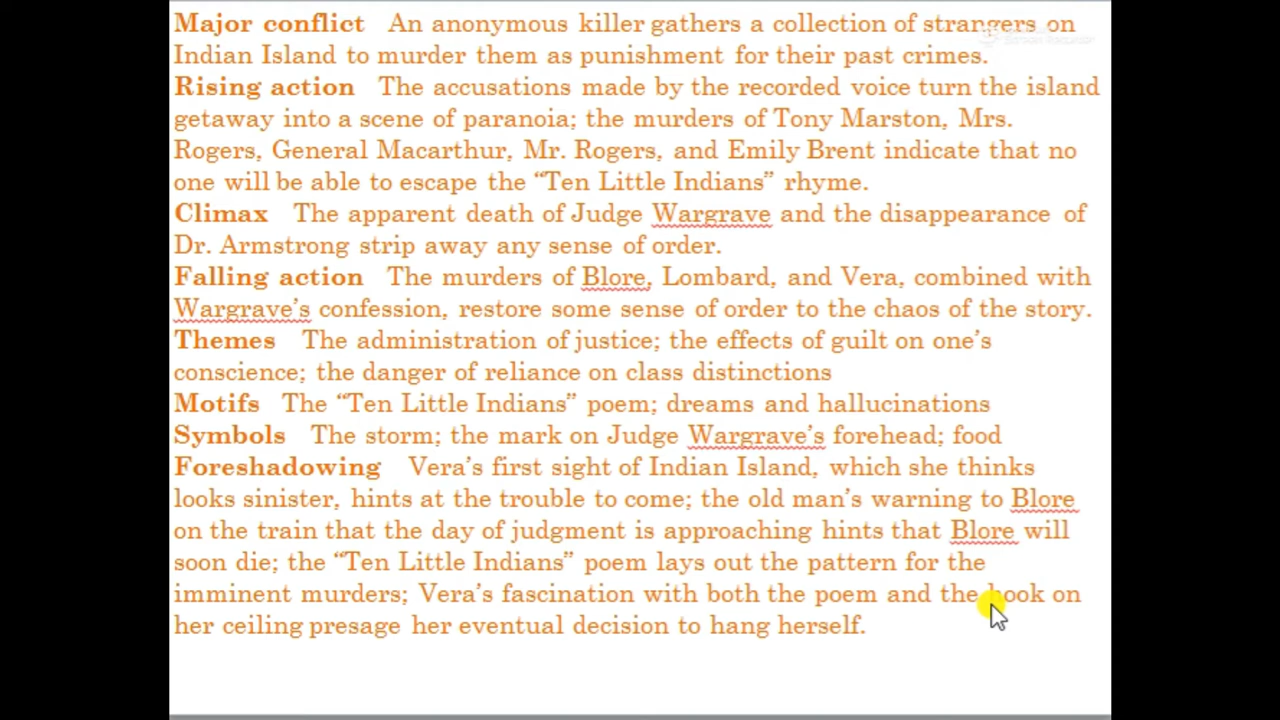 Major conflict An anonymous killer gathers a collection of strangers on
Indian Island to murder them as punishment for their past crimes.
Rising action The accusations made by the recorded voice turn the island
getaway into a scene of paranoia; the murders of Tony Marston, Mrs.
Rogers, General Macarthur, Mr. Rogers, and Emily Brent indicate that no
one will be able to escape the “Ten Little Indians” rhyme.
Climax The apparent death of Judge Wargrave and the disappearance of
Dr. Armstrong strip away any sense of order.
Falling action The murders of Blore, Lombard, and Vera, combined with
Wargrave’s confession, restore some sense of order to the chaos of the story.
Themes The administration of justice; the effects of guilt on one’s
conscience; the danger of reliance on class distinctions
Motifs The “Ten Little Indians” poem; dreams and hallucinations
Symbols The storm; the mark on Judge Wargrave’s forehead; food
Foreshadowing Vera’s first sight of Indian Island, which she thinks
looks sinister, hints at the trouble to come; the old man’s warning to Blore
on the train that the day of judgment is approaching hints that Blore will
soon die; the “Ten Little Indians” poem lays out the pattern for the
imminent murders; Vera’s fascination with both the poem and the hook on
her ceiling presage her eventual decision to hang herself.